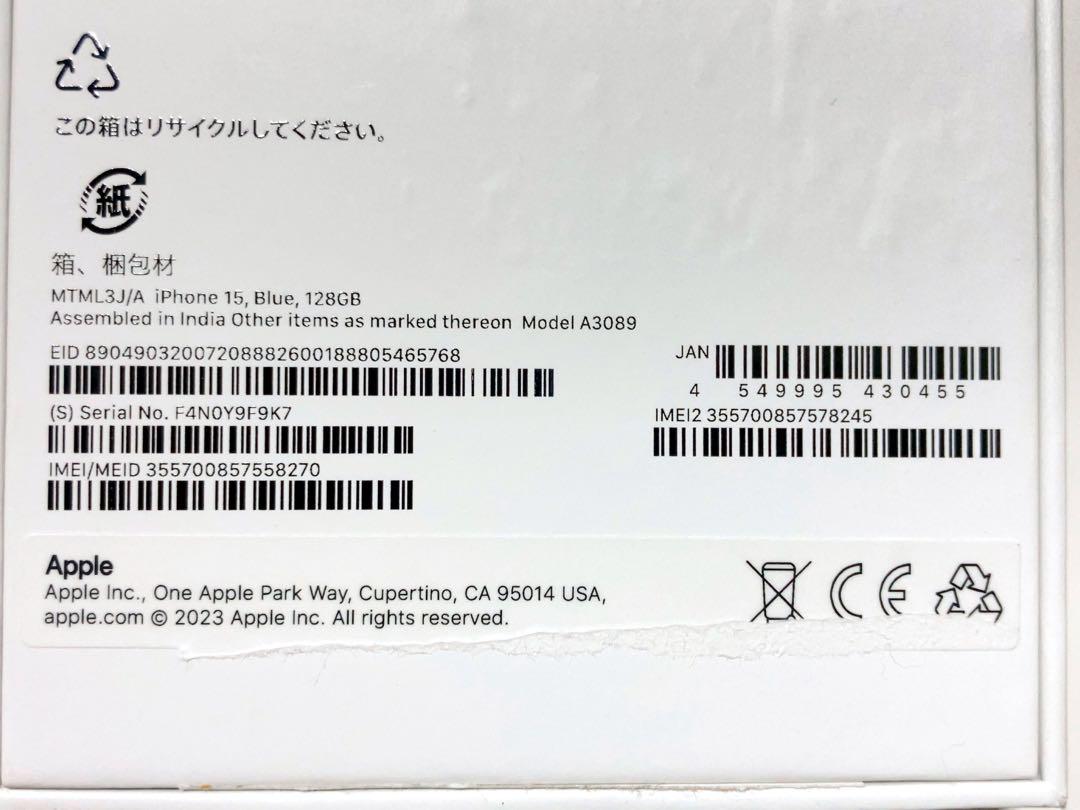 この箱はリサイクルしてください。
紙
箱、梱包材
MTML3J/A iPhone 15, Blue, 128GB
Assembled in India Other items as marked thereon Model A3089
EID 89049032007208882600188805465768
JAN
4 549995 430455
(S) Serial No. F4N0Y9F9K7
IMEI2 355700857578245
IMEI/MEID 355700857558270
Apple
Apple Inc., One Apple Park Way, Cupertino, CA 95014 USA,
apple.com © 2023 Apple Inc. All rights reserved.
CE